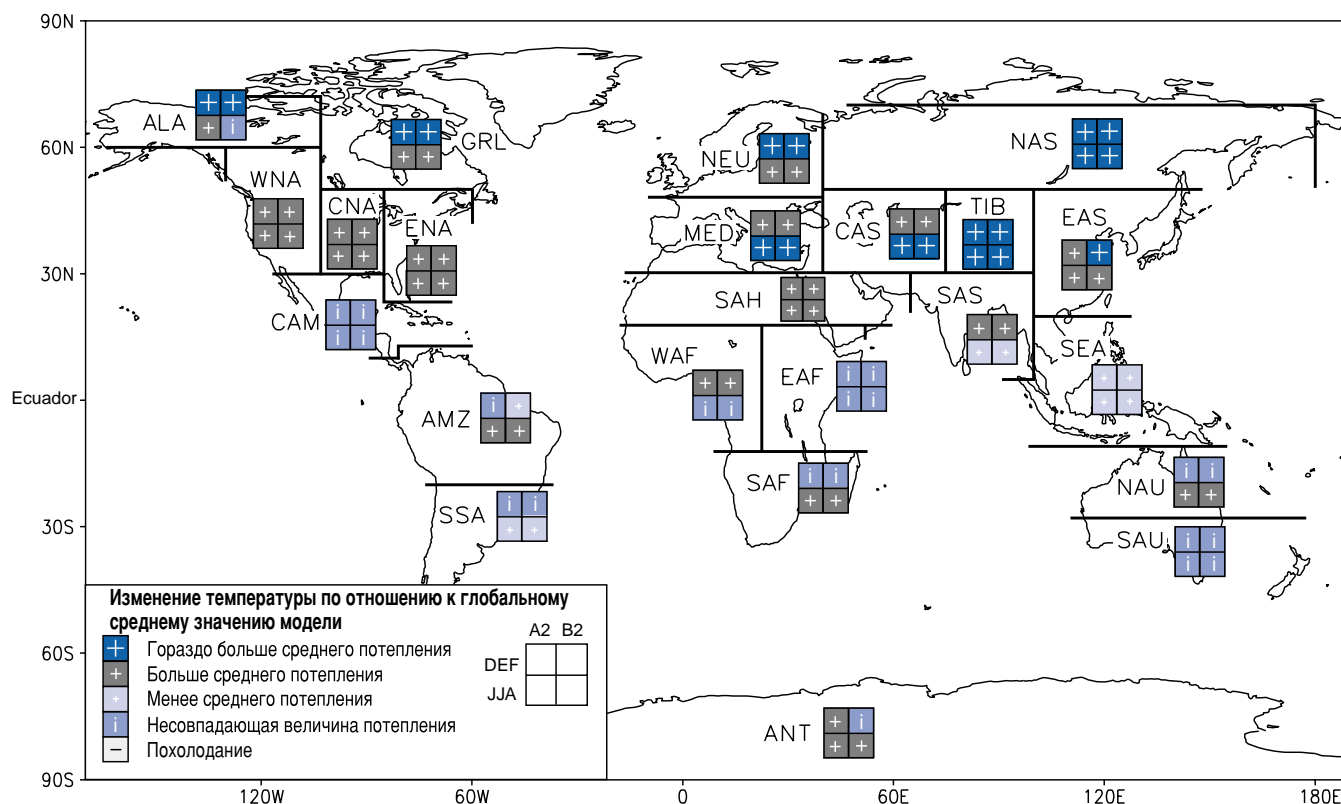 90N
60N
30N
Ecuador
30S
60S
90S
ALA
GRL
WNA
CNA
ENA
CAM
AMZ
SSA
NEU
NAS
MED
CAS
TIB
EAS
SAH
SAS
WAF
EAF
SEA
SAF
NAU
SAU
ANT
Изменение температуры по отношению к глобальному
среднему значению модели
+ Гораздо больше среднего потепления
+ Больше среднего потепления
+ Менее среднего потепления
i Несовпадающая величина потепления
− Похолодание
A2 B2
DEF
JJA
120W 60W 0 60E 120E 180E